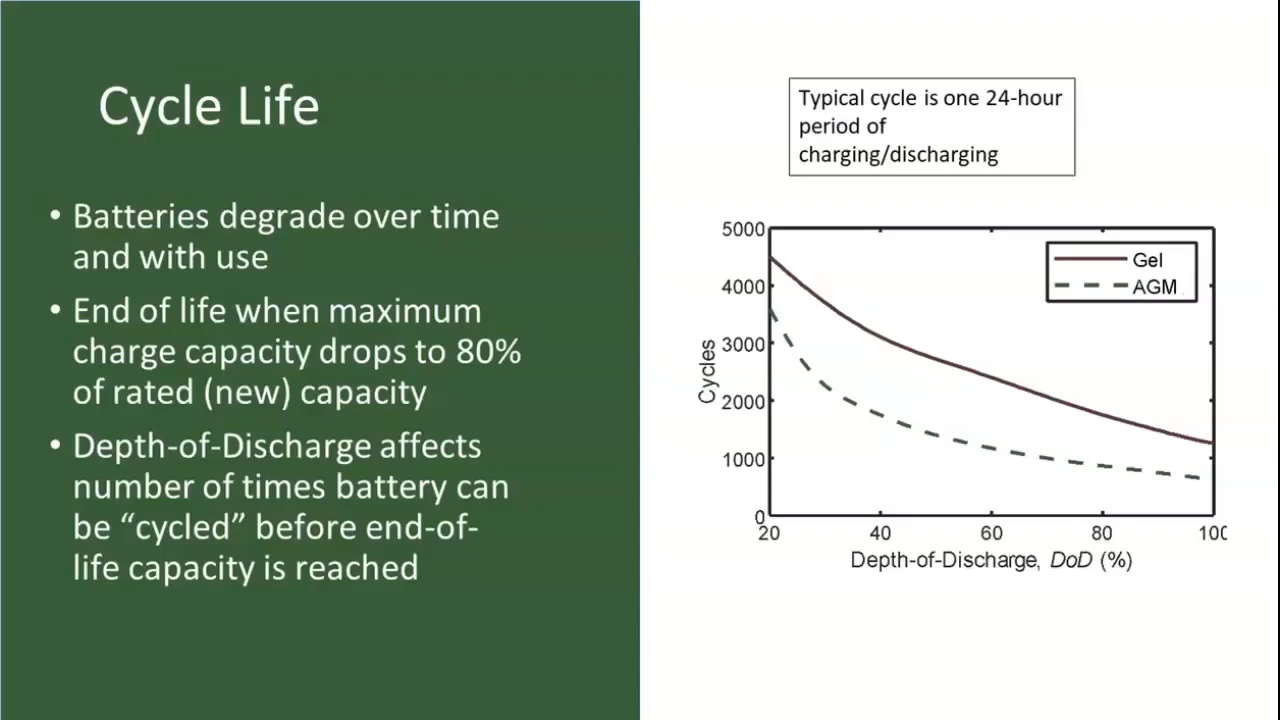 Cycle Life
• Batteries degrade over time
and with use
• End of life when maximum
charge capacity drops to 80%
of rated (new) capacity
• Depth-of-Discharge affects
number of times battery can
be “cycled” before end-of-
life capacity is reached
Typical cycle is one 24-hour
period of
charging/discharging
5000
4000
3000
2000
1000
0
Cycles
Gel
AGM
20 40 60 80 100
Depth-of-Discharge, DoD (%)